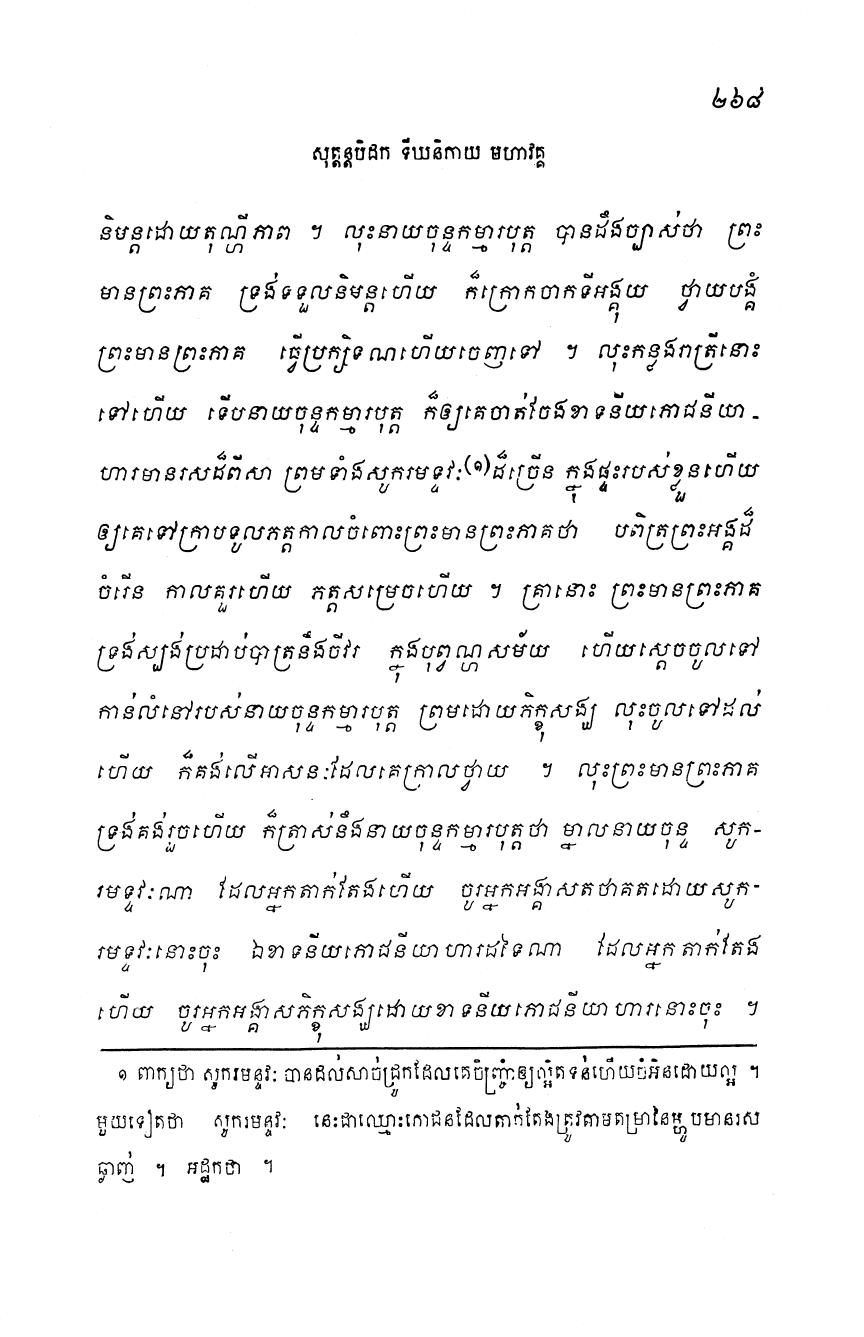 ២៦៨
សុត្តន្តបិដក ទីឃនិកាយ មហាវគ្គ
និមន្តដោយតុណ្ហីភាព ។ លុះនាយចុន្ទកម្មារបុត្ត បានដឹងច្បាស់ថា ព្រះ
មានព្រះភាគ ទ្រង់ទទួលនិមន្តហើយ ក៏ក្រោកចាកទីអង្គុយ ថ្វាយបង្គំ
ព្រះមានព្រះភាគ ធ្វើប្រក្សិទណហើយចេញទៅ ។ លុះកន្លងរាត្រីនោះ
ទៅហើយ ទើបនាយចុន្ទកម្មារបុត្ត ក៏ឲ្យគេចាត់ចែងខាទនីយភោជនីយា-
ហារមានរសដ៏ពីសា ព្រមទាំងសូករមទ្ទវៈ(១)ដ៏ច្រើន ក្នុងផ្ទះរបស់ខ្លួនហើយ
ឲ្យគេទៅក្រាបទូលភត្តកាលចំពោះព្រះមានព្រះភាគថា បពិត្រព្រះអង្គដ៏
ចំរើន កាលគួរហើយ ភត្តសម្រេចហើយ ។ គ្រានោះ ព្រះមានព្រះភាគ
ទ្រង់ស្បង់ប្រដាប់បាត្រនឹងចីវរ ក្នុងបុព្វណ្ហសម័យ ហើយស្តេចចូលទៅ
កាន់លំនៅរបស់នាយចុន្ទកម្មារបុត្ត ព្រមដោយភិក្ខុសង្ឃ លុះចូលទៅដល់
ហើយ ក៏គង់លើអាសនៈដែលគេក្រាលថ្វាយ ។ លុះព្រះមានព្រះភាគ
ទ្រង់គង់រួចហើយ ក៏ត្រាស់នឹងនាយចុន្ទកម្មារបុត្តថា ម្នាលនាយចុន្ទ សូក-
រមទ្ទវៈណា ដែលអ្នកតាក់តែងហើយ ចូរអ្នកអង្គាសតថាគតដោយសូក-
រមទ្ទវៈនោះចុះ ឯខាទនីយភោជនីយាហារដទៃណា ដែលអ្នកតាក់តែង
ហើយ ចូរអ្នកអង្គាសភិក្ខុសង្ឃដោយខាទនីយភោជនីយាហារនោះចុះ ។
១ ពាក្យថា សូករមទ្ទវៈ បានដល់សាច់ជ្រូកដែលគេចិញ្ច្រាំឲ្យល្អិតទន់ហើយចំអិនដោយល្អ ។
មួយទៀតថា សូករមទ្ទវៈ នេះជាឈ្មោះភោជនដែលតាក់តែងត្រូវតាមតម្រានៃម្ហូបមានរស
ឆ្ងាញ់ ។ អដ្ឋកថា ។